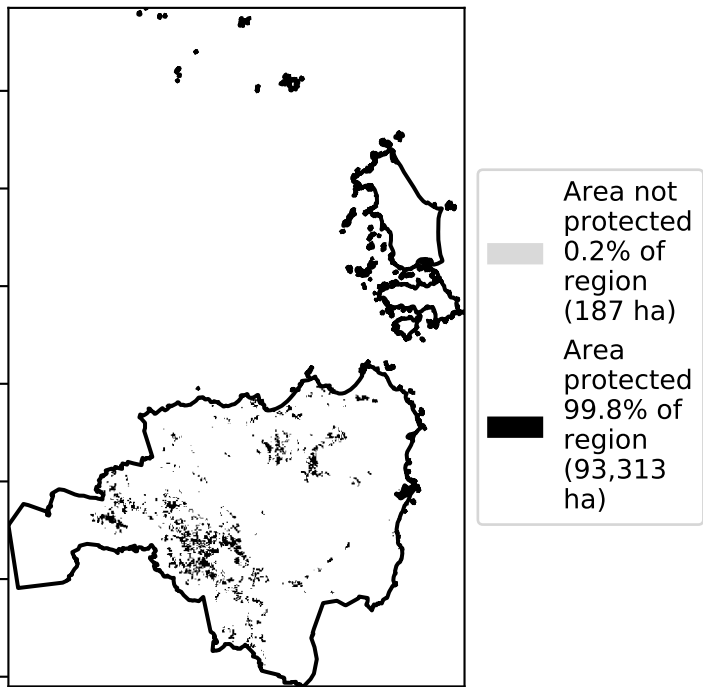 Area not
protected
0.2% of
region
(187 ha)
Area
protected
99.8% of
region
(93,313
ha)